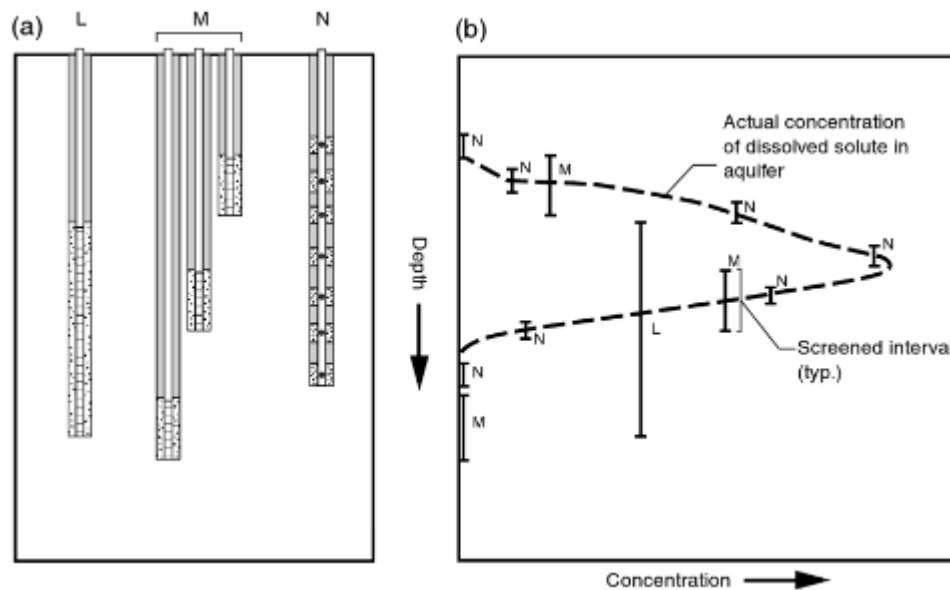 (a)
L
M
N
Depth
(b)
Actual concentration
of dissolved solute in
aquifer
N
N
M
N
N
M
N
L
N
Screened interval
(typ.)
N
M
Concentration